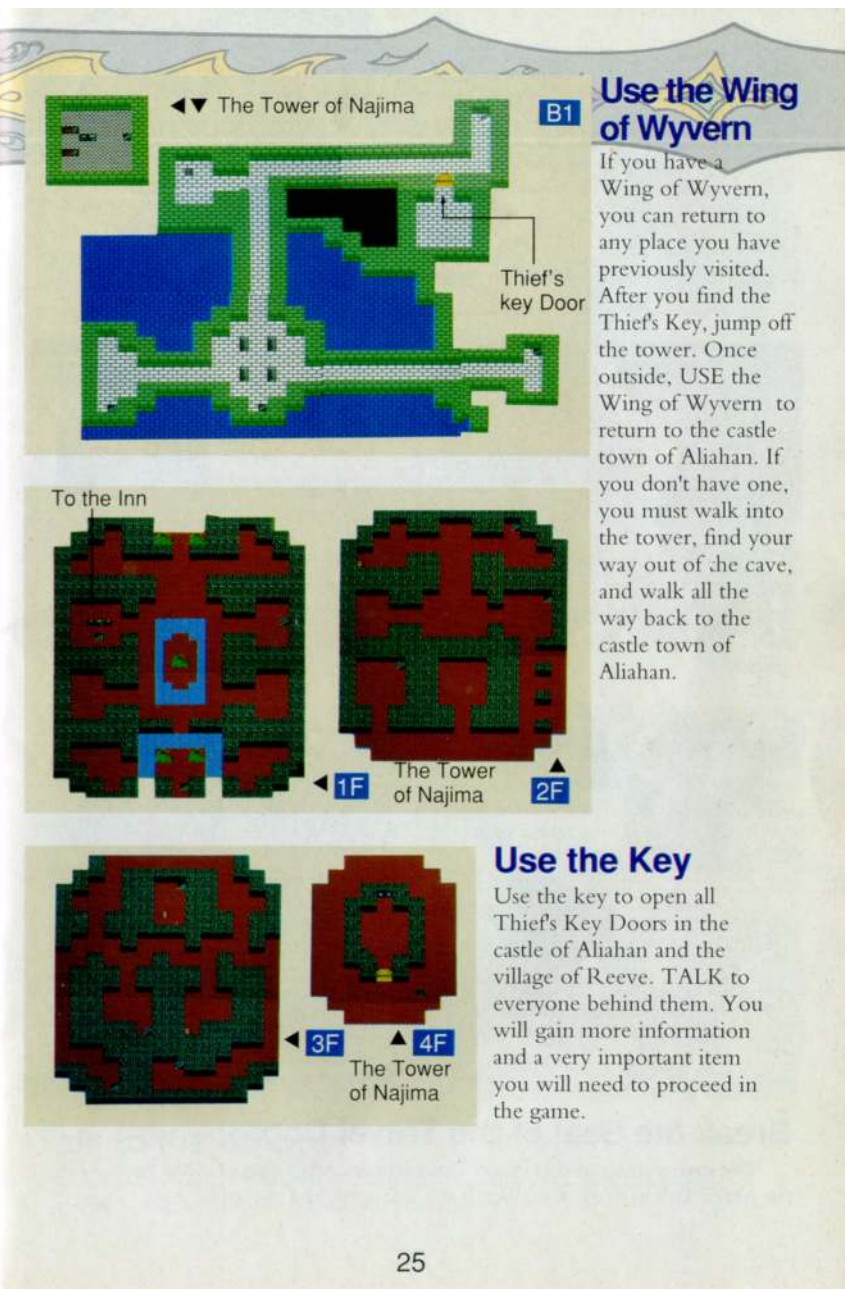 ◀▼ The Tower of Najima
B1
Thief's
key Door
Use the Wing
of Wyvern
If you have a
Wing of Wyvern,
you can return to
any place you have
previously visited.
After you find the
Thief's Key, jump off
the tower. Once
outside, USE the
Wing of Wyvern to
return to the castle
town of Aliahan. If
you don't have one,
you must walk into
the tower, find your
way out of the cave,
and walk all the
way back to the
castle town of
Aliahan.
To the Inn
◀ 1F
The Tower
of Najima
▲
2F
Use the Key
Use the key to open all
Thief's Key Doors in the
castle of Aliahan and the
village of Reeve. TALK to
everyone behind them. You
will gain more information
and a very important item
you will need to proceed in
the game.
◀ 3F
▲ 4F
The Tower
of Najima
25